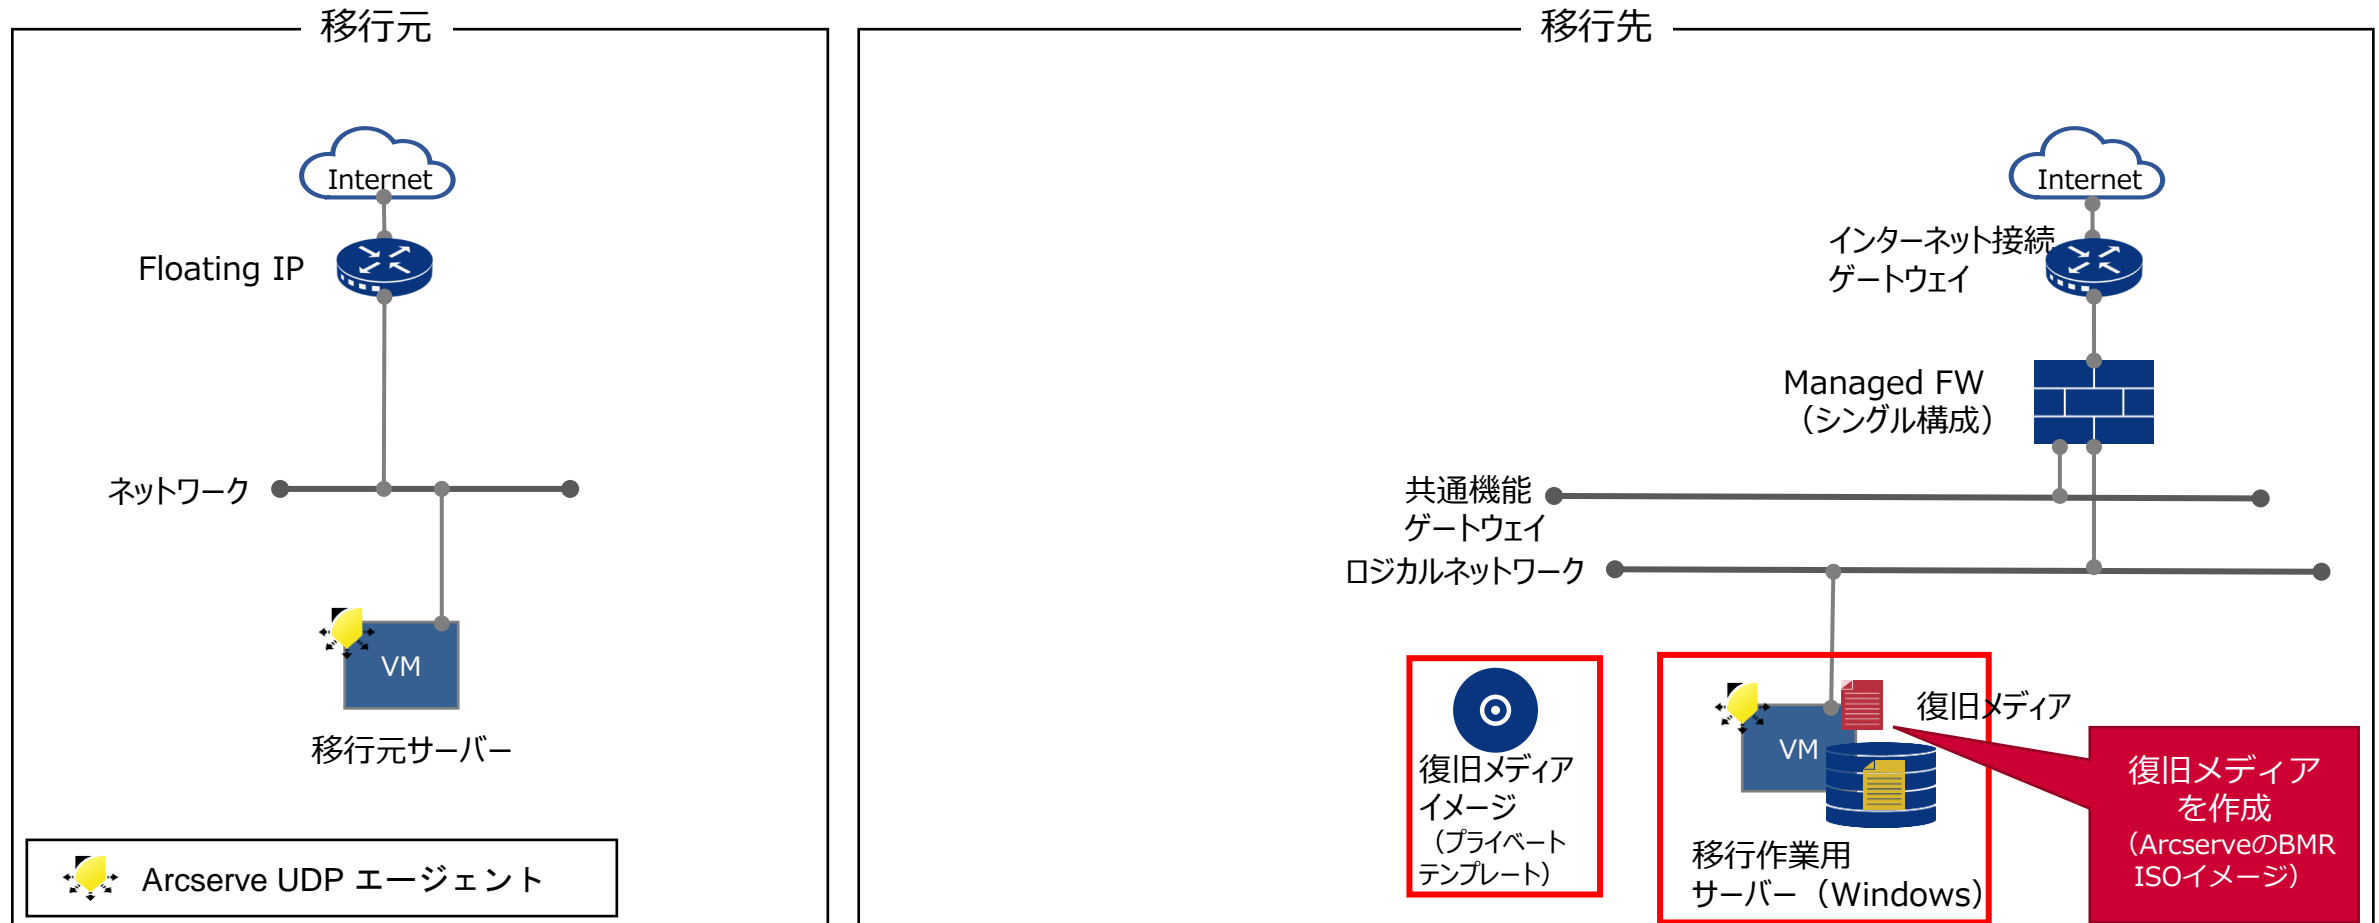 移行元
Internet
Floating IP
ネットワーク
VM
移行元サーバー
Arcserve UDP エージェント
移行先
Internet
インターネット接続
ゲートウェイ
Managed FW
（シングル構成）
共通機能
ゲートウェイ
ロジカルネットワーク
復旧メディア
イメージ
（プライベート
テンプレート）
VM
復旧メディア
移行作業用
サーバー（Windows）
復旧メディア
を作成
（ArcserveのBMR
ISOイメージ）